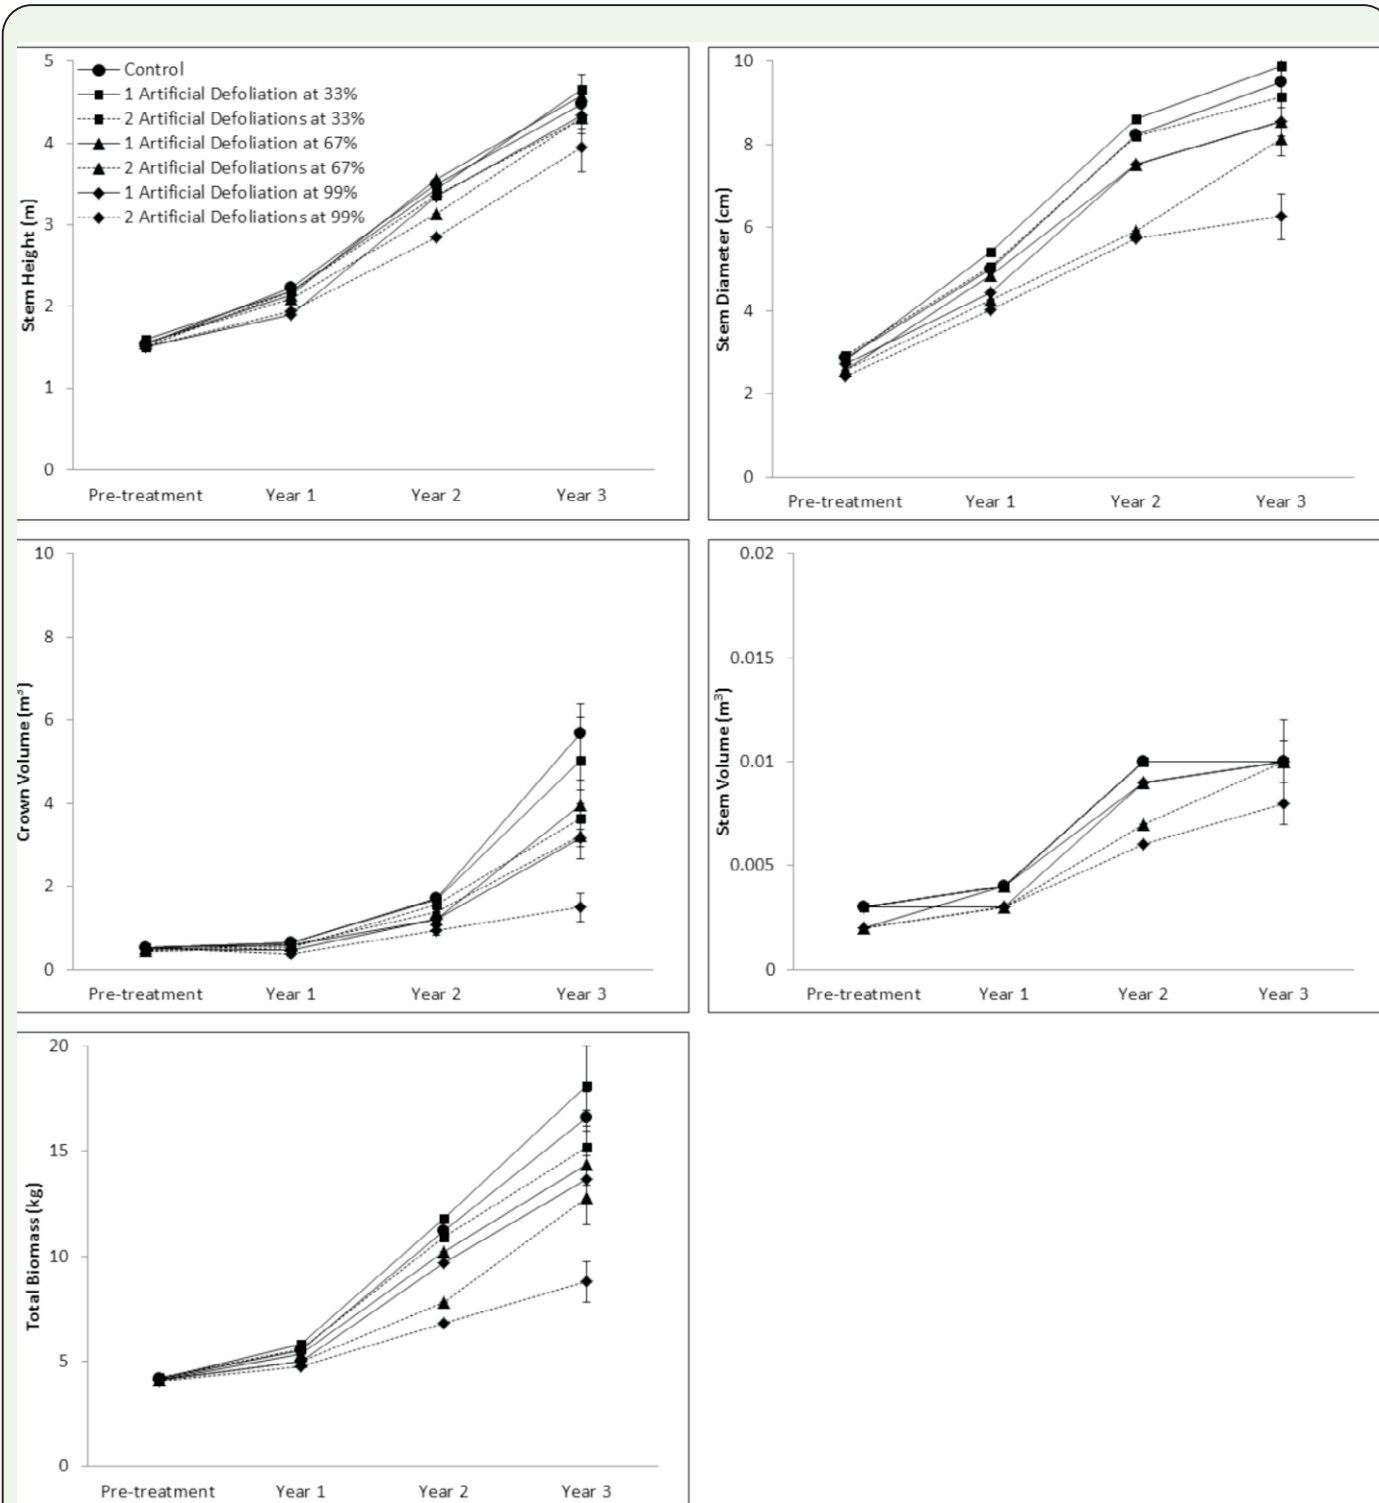 5
4
3
2
1
0
Stem Height (m)
Control
1 Artificial Defoliation at 33%
2 Artificial Defoliations at 33%
1 Artificial Defoliation at 67%
2 Artificial Defoliations at 67%
1 Artificial Defoliation at 99%
2 Artificial Defoliations at 99%
Pre-treatment Year 1 Year 2 Year 3
10
8
6
4
2
0
Stem Diameter (cm)
Pre-treatment Year 1 Year 2 Year 3
10
8
6
4
2
0
Crown Volume (m³)
Pre-treatment Year 1 Year 2 Year 3
0.02
0.015
0.01
0.005
0
Stem Volume (m³)
Pre-treatment Year 1 Year 2 Year 3
20
15
10
5
0
Total Biomass (kg)
Pre-treatment Year 1 Year 2 Year 3